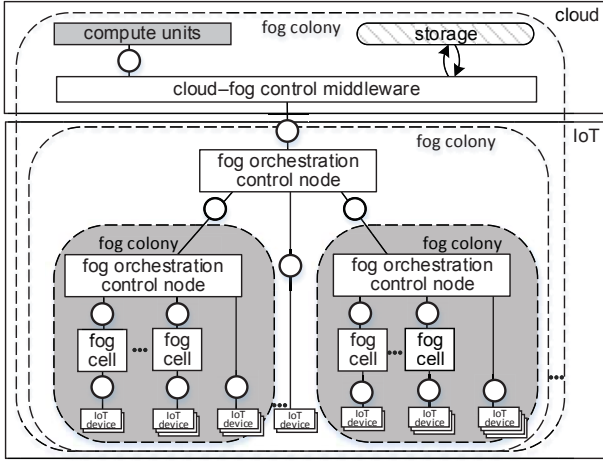 cloud
compute units
fog colony
storage
cloud–fog control middleware
IoT
fog colony
fog orchestration
control node
fog colony
fog orchestration
control node
fog
cell
...
fog
cell
IoT
device
IoT
device
IoT
device
...
IoT
device
fog colony
fog orchestration
control node
fog
cell
...
fog
cell
...
IoT
device
IoT
device
IoT
device
...